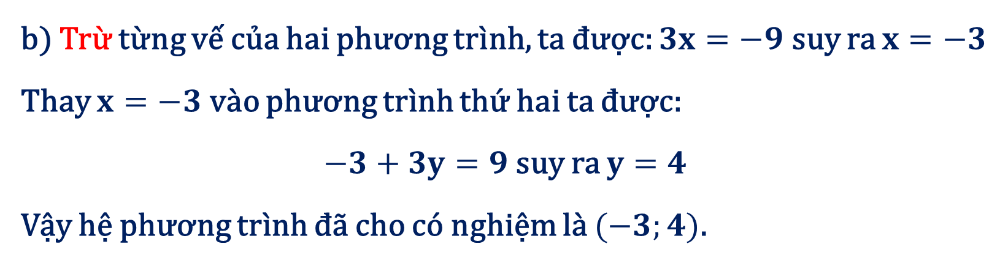 b) Trừ từng vế của hai phương trình, ta được: 3x = −9 suy ra x = −3
Thay x = −3 vào phương trình thứ hai ta được:
−3 + 3y = 9 suy ra y = 4
Vậy hệ phương trình đã cho có nghiệm là (−3; 4).